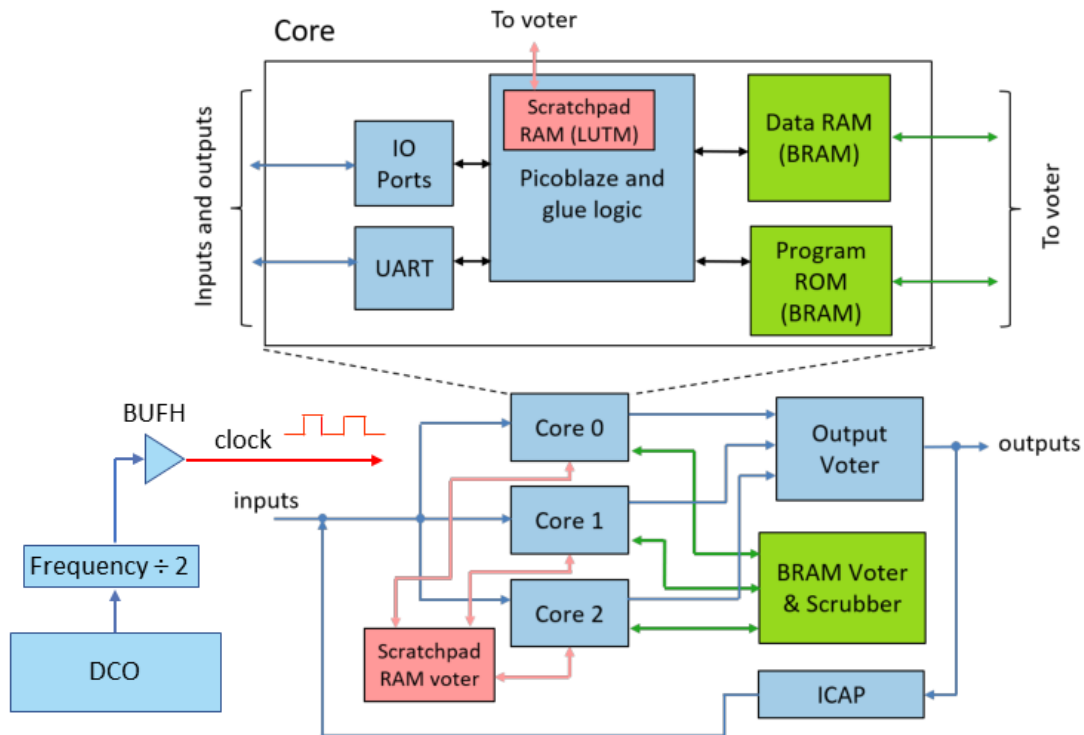 To voter
Core
Inputs and outputs
IO
Ports
UART
Scratchpad
RAM (LUTM)
Picoblaze and
glue logic
Data RAM
(BRAM)
Program
ROM
(BRAM)
To voter
BUFH
clock
inputs
Frequency ÷ 2
DCO
Core 0
Core 1
Core 2
Scratchpad
RAM voter
Output
Voter
outputs
BRAM Voter
& Scrubber
ICAP